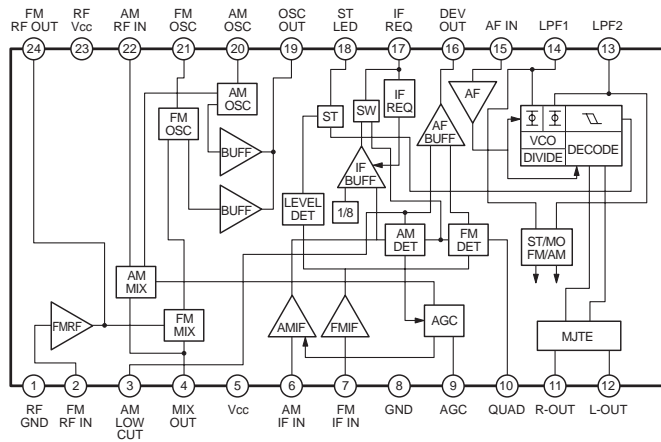 FM RF OUT
RF Vcc
AM RF IN
FM OSC
AM OSC
OSC OUT
ST LED
IF REQ
DEV OUT
AF IN
LPF1
LPF2
24
23
22
21
20
19
18
17
16
15
14
13
AM OSC
FM OSC
BUFF
BUFF
ST
SW
IF REQ
AF BUFF
AF
VCO
DIVIDE
DECODE
IF BUFF
LEVEL DET
1/8
AM DET
FM DET
ST/MO
FM/AM
AM MIX
FMRF
FM MIX
AMIF
FMIF
AGC
MJTE
1
2
3
4
5
6
7
8
9
10
11
12
RF GND
FM RF IN
AM LOW CUT
MIX OUT
Vcc
AM IF IN
FM IF IN
GND
AGC
QUAD
R-OUT
L-OUT